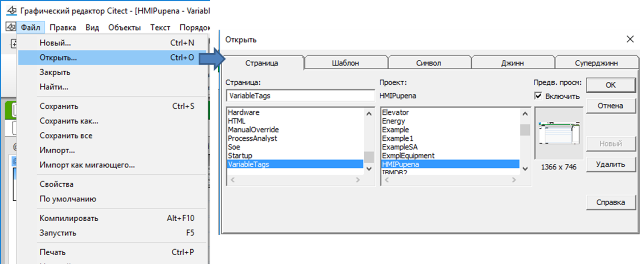 Графический редактор Citect - [HMIPupena - Variabl
Файл Правка Вид Объекты Текст Порядок
Новый... Ctrl+N
Открыть... Ctrl+O
Закрыть
Найти...
Сохранить Ctrl+S
Сохранить как...
Сохранить все
Импорт...
Импорт как мигающего...
Свойства
По умолчанию
Компилировать Alt+F10
Запустить F5
Печать Ctrl+P
Открыть
Страница Шаблон Символ Джинн Суперджинн
Страница: Проект: Предв. просм:
VariableTags HMIPupena Включить
Hardware
HTML
ManualOverride
ProcessAnalyst
Soe
Startup
VariableTags
Elevator
Energy
Example
Example1
ExampleSA
ExmplEquipment
HMIPupena
IBMDB2
1366 x 746
OK
Отмена
Новый
Удалить
Справка